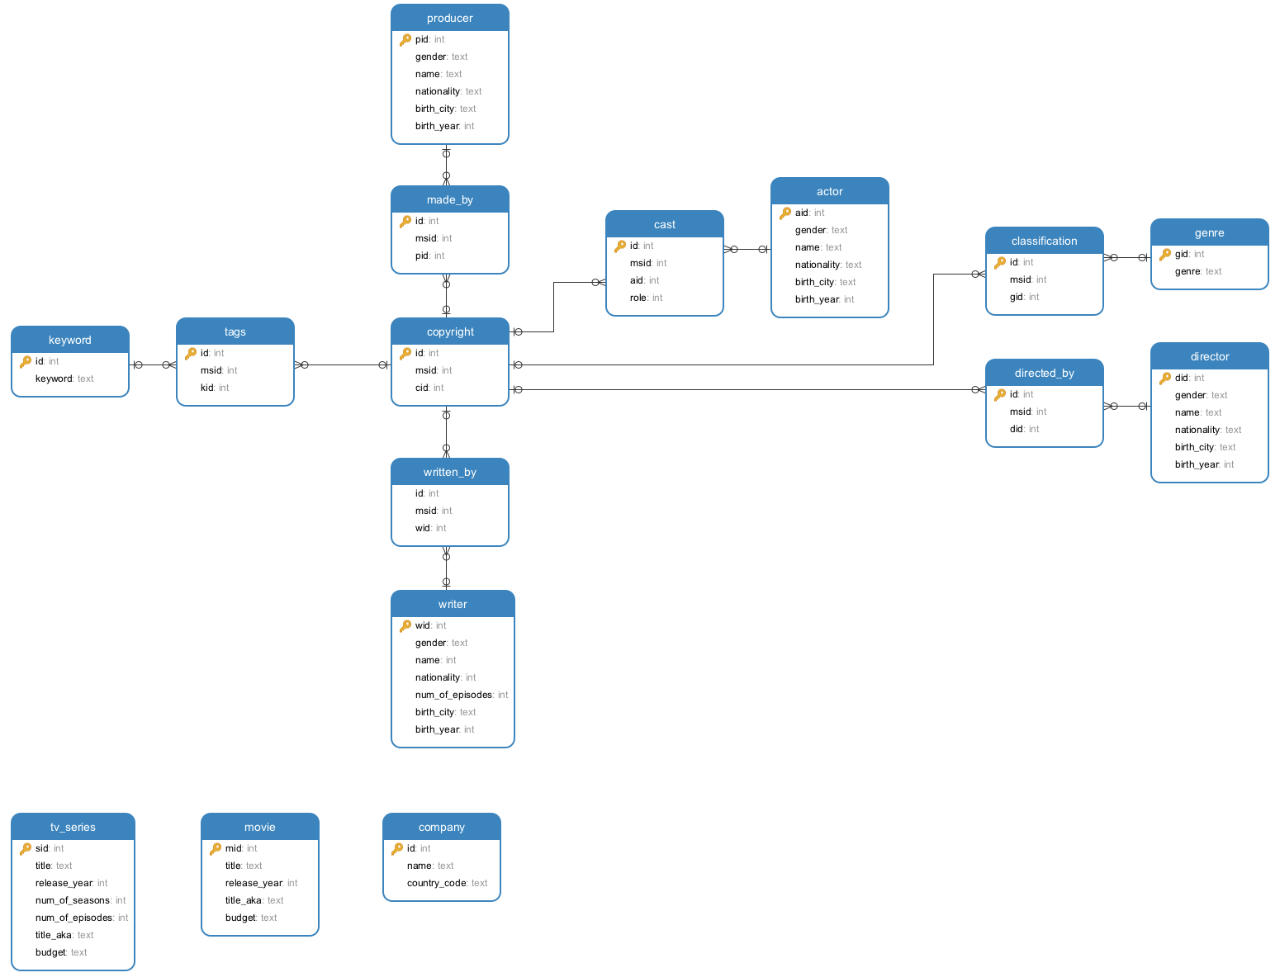 producer
pid: int
gender: text
name: text
nationality: text
birth_city: text
birth_year: int
made_by
id: int
msid: int
pid: int
cast
id: int
msid: int
aid: int
role: int
actor
aid: int
gender: text
name: text
nationality: text
birth_city: text
birth_year: int
classification
id: int
msid: int
gid: int
genre
gid: int
genre: text
keyword
id: int
keyword: text
tags
id: int
msid: int
kid: int
copyright
id: int
msid: int
cid: int
directed_by
id: int
msid: int
did: int
director
did: int
gender: text
name: text
nationality: text
birth_city: text
birth_year: int
written_by
id: int
msid: int
wid: int
writer
wid: int
gender: text
name: int
nationality: int
num_of_episodes: int
birth_city: text
birth_year: int
tv_series
sid: int
title: text
release_year: int
num_of_seasons: int
num_of_episodes: int
title_aka: text
budget: text
movie
mid: int
title: text
release_year: int
title_aka: text
budget: text
company
id: int
name: text
country_code: text